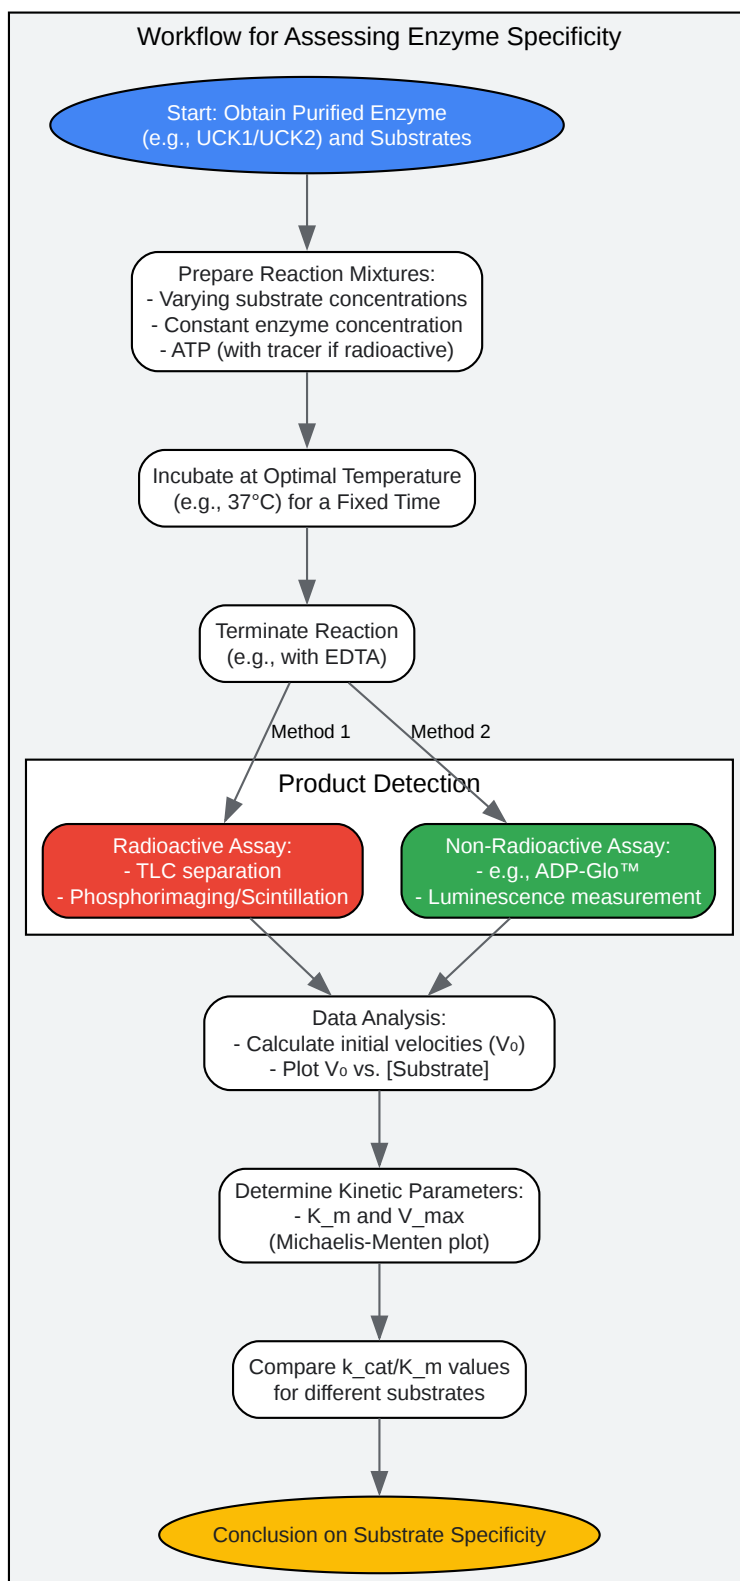 Workflow for Assessing Enzyme Specificity
Start: Obtain Purified Enzyme
(e.g., UCK1/UCK2) and Substrates
Prepare Reaction Mixtures:
- Varying substrate concentrations
- Constant enzyme concentration
- ATP (with tracer if radioactive)
Incubate at Optimal Temperature
(e.g., 37°C) for a Fixed Time
Terminate Reaction
(e.g., with EDTA)
Method 1
Method 2
Product Detection
Radioactive Assay:
- TLC separation
- Phosphorimaging/Scintillation
Non-Radioactive Assay:
- e.g., ADP-Glo™
- Luminescence measurement
Data Analysis:
- Calculate initial velocities (V₀)
- Plot V₀ vs. [Substrate]
Determine Kinetic Parameters:
- K_m and V_max
(Michaelis-Menten plot)
Compare k_cat/K_m values
for different substrates
Conclusion on Substrate Specificity